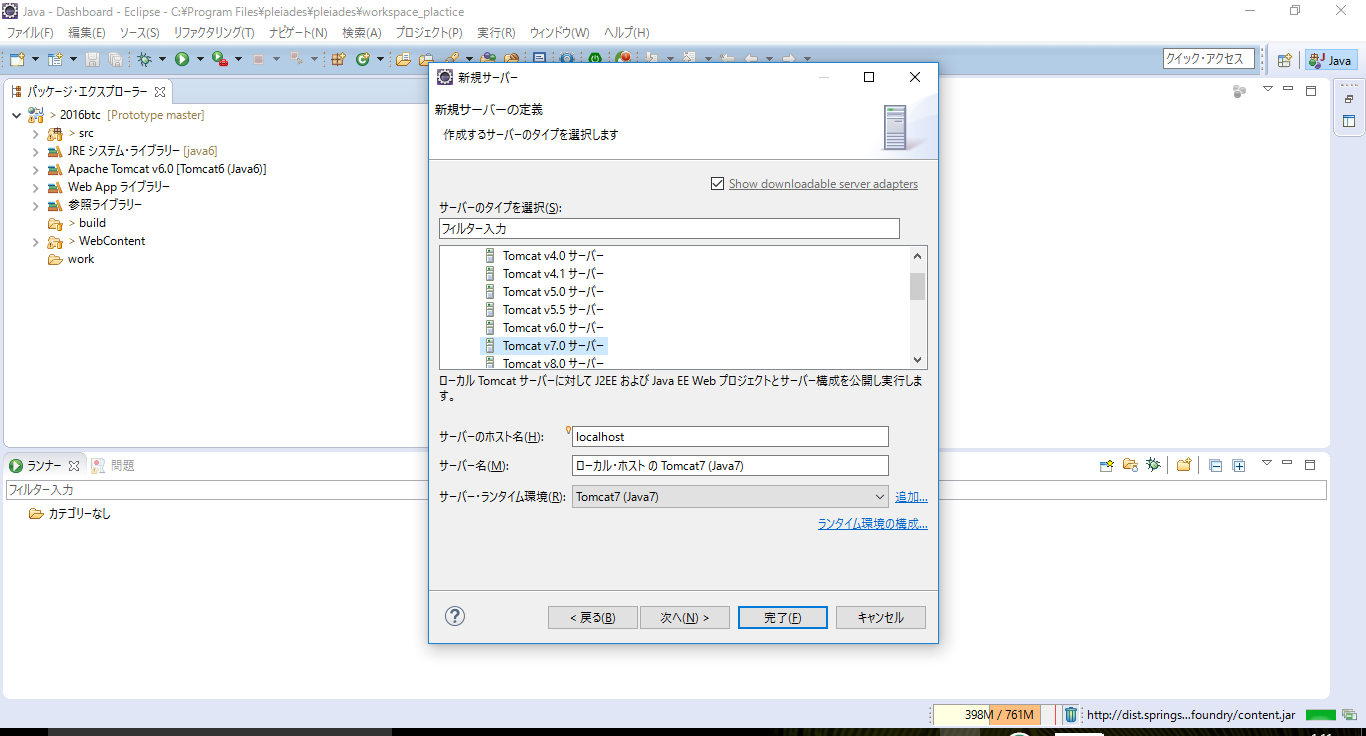 Java - Dashboard - Eclipse - C:¥Program Files¥pleiades¥pleiades¥workspace_plactice
ファイル(F) 編集(E) ソース(S) リファクタリング(T) ナビゲート(N) 検索(A) プロジェクト(P) 実行(R) ウィンドウ(W) ヘルプ(H)
クイック・アクセス
Java
パッケージ・エクスプローラー
> 2016btc [Prototype master]
> src
JRE システム・ライブラリー [java6]
Apache Tomcat v6.0 [Tomcat6 (Java6)]
Web App ライブラリー
参照ライブラリー
> build
> WebContent
work
新規サーバー
新規サーバーの定義
作成するサーバーのタイプを選択します
Show downloadable server adapters
サーバーのタイプを選択(S):
フィルター入力
Tomcat v4.0 サーバー
Tomcat v4.1 サーバー
Tomcat v5.0 サーバー
Tomcat v5.5 サーバー
Tomcat v6.0 サーバー
Tomcat v7.0 サーバー
Tomcat v8.0 サーバー
ローカル Tomcat サーバーに対して J2EE および Java EE Web プロジェクトとサーバー構成を公開し実行しま
す。
サーバーのホスト名(H): localhost
サーバー名(M): ローカル・ホスト の Tomcat7 (Java7)
サーバー・ランタイム環境(R): Tomcat7 (Java7) 追加...
ランタイム環境の構成...
< 戻る(B) 次へ(N) > 完了(F) キャンセル
ランナー 問題
フィルター入力
カテゴリーなし
398M / 761M http://dist.springs...foundry/content.jar